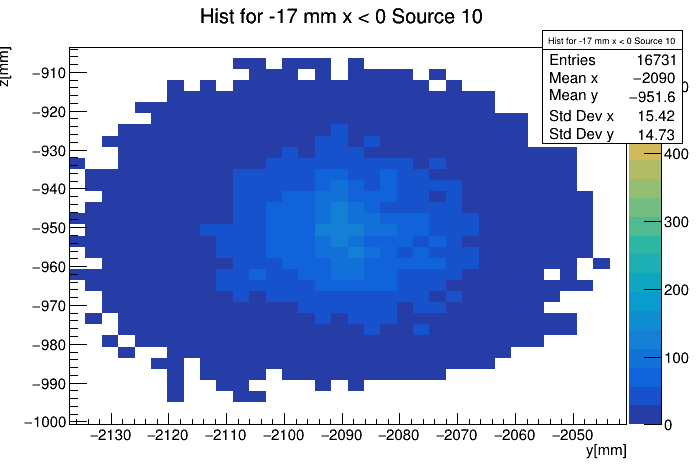 Hist for -17 mm x < 0 Source 10
z[mm]
Hist for -17 mm x < 0 Source 10
Entries 16731
Mean x −2090
Mean y −951.6
Std Dev x 15.42
Std Dev y 14.73
−910
−920
−930
−940
−950
−960
−970
−980
−990
−1000
0
400
300
200
100
0
−2130 −2120 −2110 −2100 −2090 −2080 −2070 −2060 −2050
y[mm]